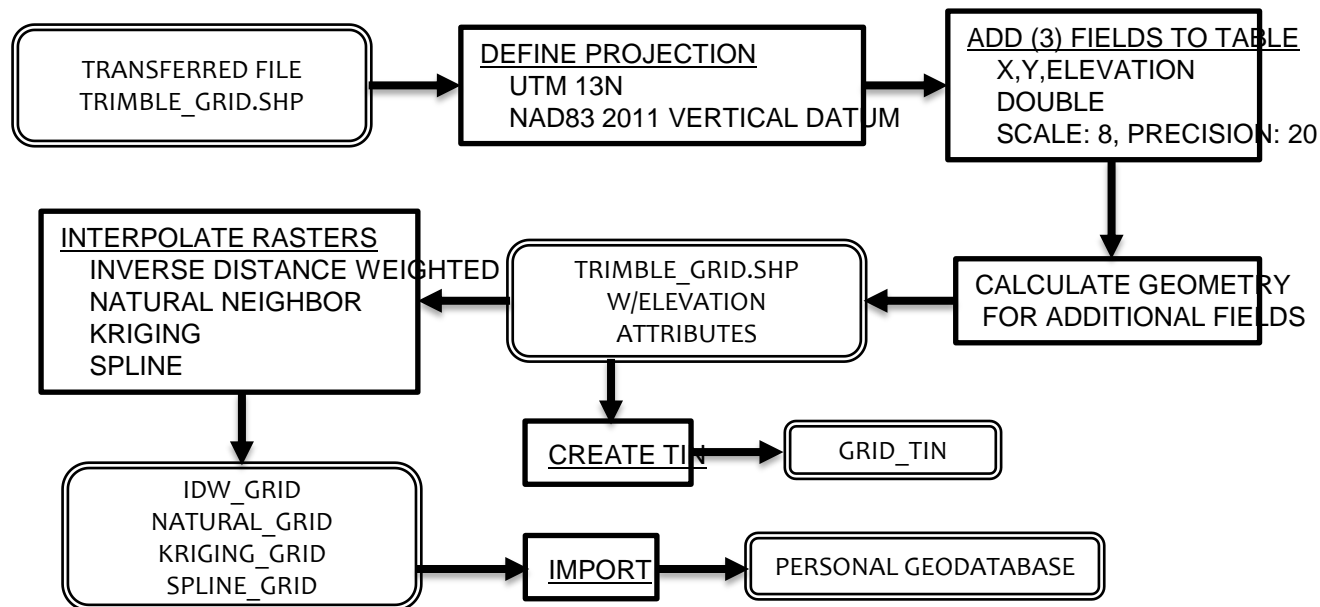 TRANSFERRED FILE
TRIMBLE_GRID.SHP
DEFINE PROJECTION
UTM 13N
NAD83 2011 VERTICAL DATUM
ADD (3) FIELDS TO TABLE
X,Y,ELEVATION
DOUBLE
SCALE: 8, PRECISION: 20
CALCULATE GEOMETRY
FOR ADDITIONAL FIELDS
TRIMBLE_GRID.SHP
W/ELEVATION
ATTRIBUTES
INTERPOLATE RASTERS
INVERSE DISTANCE WEIGHTED
NATURAL NEIGHBOR
KRIGING
SPLINE
CREATE TIN
GRID_TIN
IDW_GRID
NATURAL_GRID
KRIGING_GRID
SPLINE_GRID
IMPORT
PERSONAL GEODATABASE